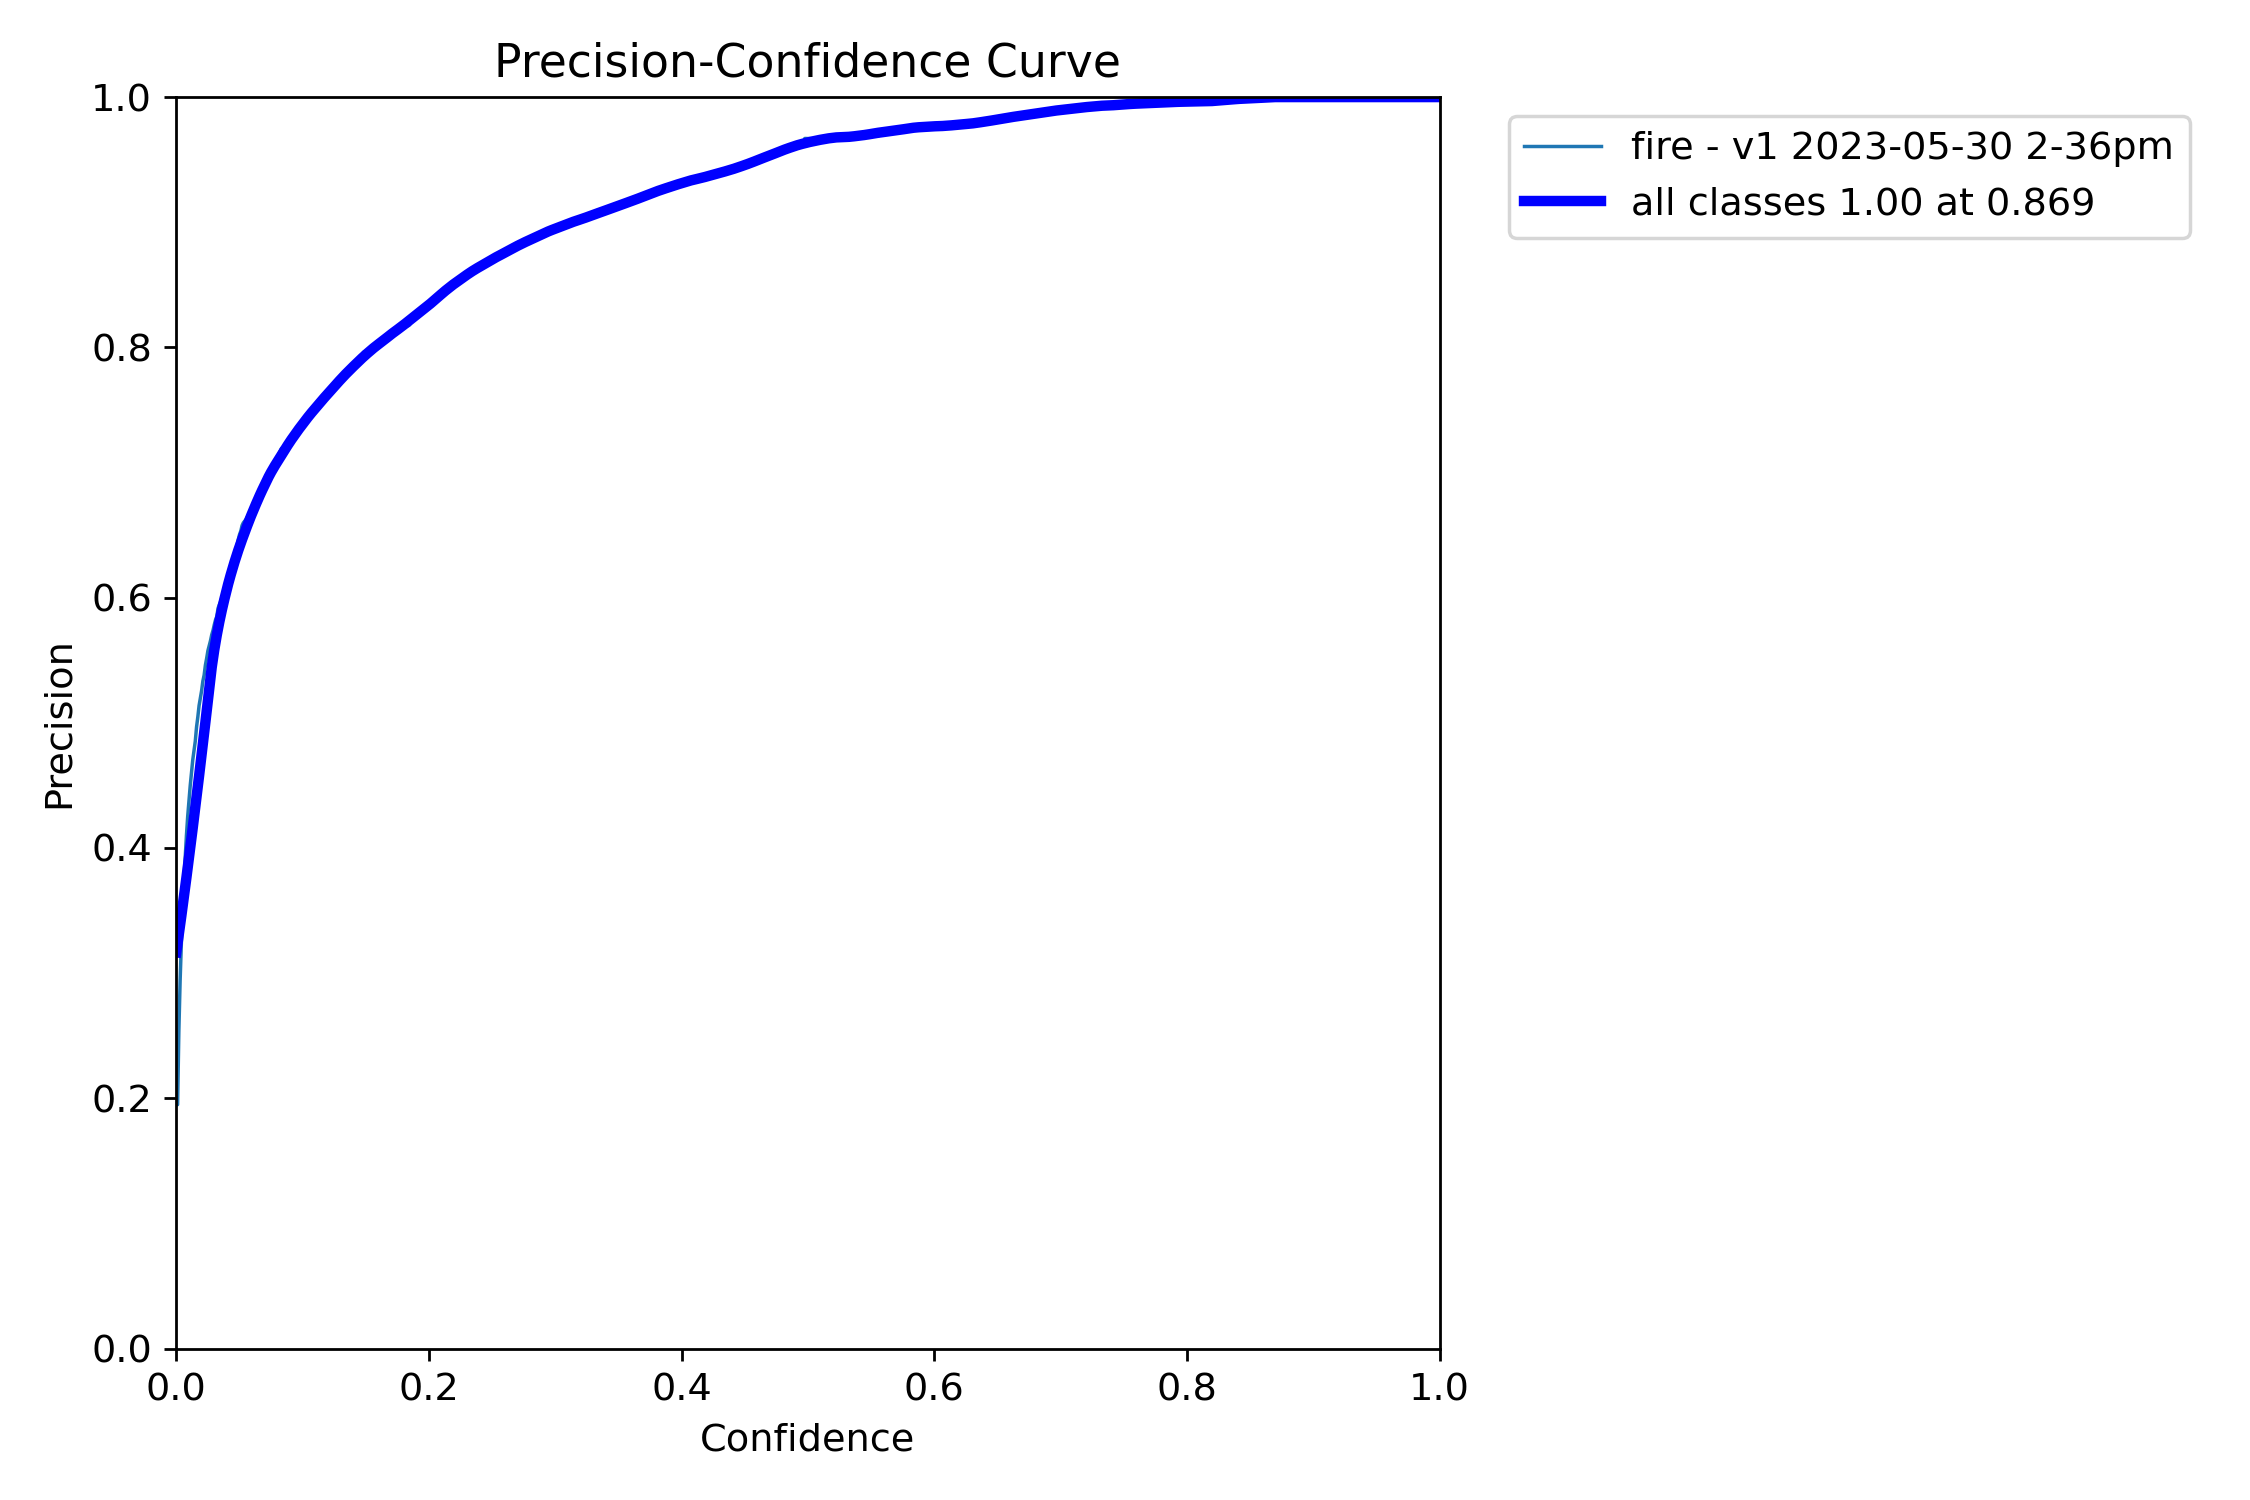 Precision-Confidence Curve
1.0
0.8
0.6
0.4
0.2
0.0
Precision
0.0 0.2 0.4 0.6 0.8 1.0
Confidence
fire - v1 2023-05-30 2-36pm
all classes 1.00 at 0.869